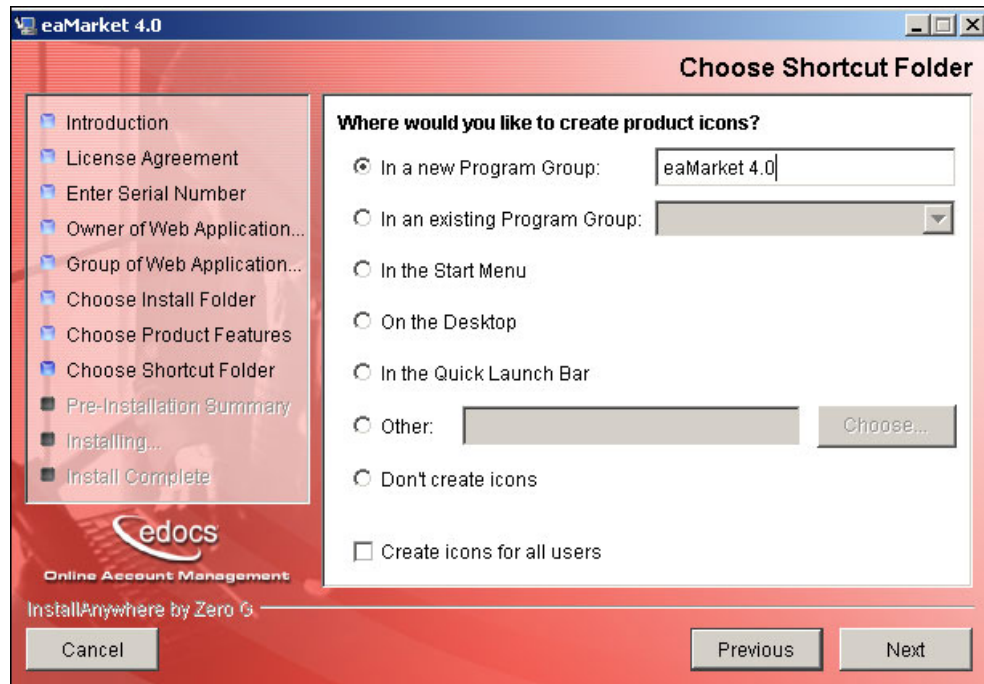 eaMarket 4.0
Choose Shortcut Folder
Introduction
License Agreement
Enter Serial Number
Owner of Web Application...
Group of Web Application...
Choose Install Folder
Choose Product Features
Choose Shortcut Folder
Pre-Installation Summary
Installing...
Install Complete
edocs
Online Account Management
Where would you like to create product icons?
In a new Program Group: eaMarket 4.0
In an existing Program Group:
In the Start Menu
On the Desktop
In the Quick Launch Bar
Other: Choose...
Don't create icons
Create icons for all users
InstallAnywhere by Zero G
Cancel Previous Next